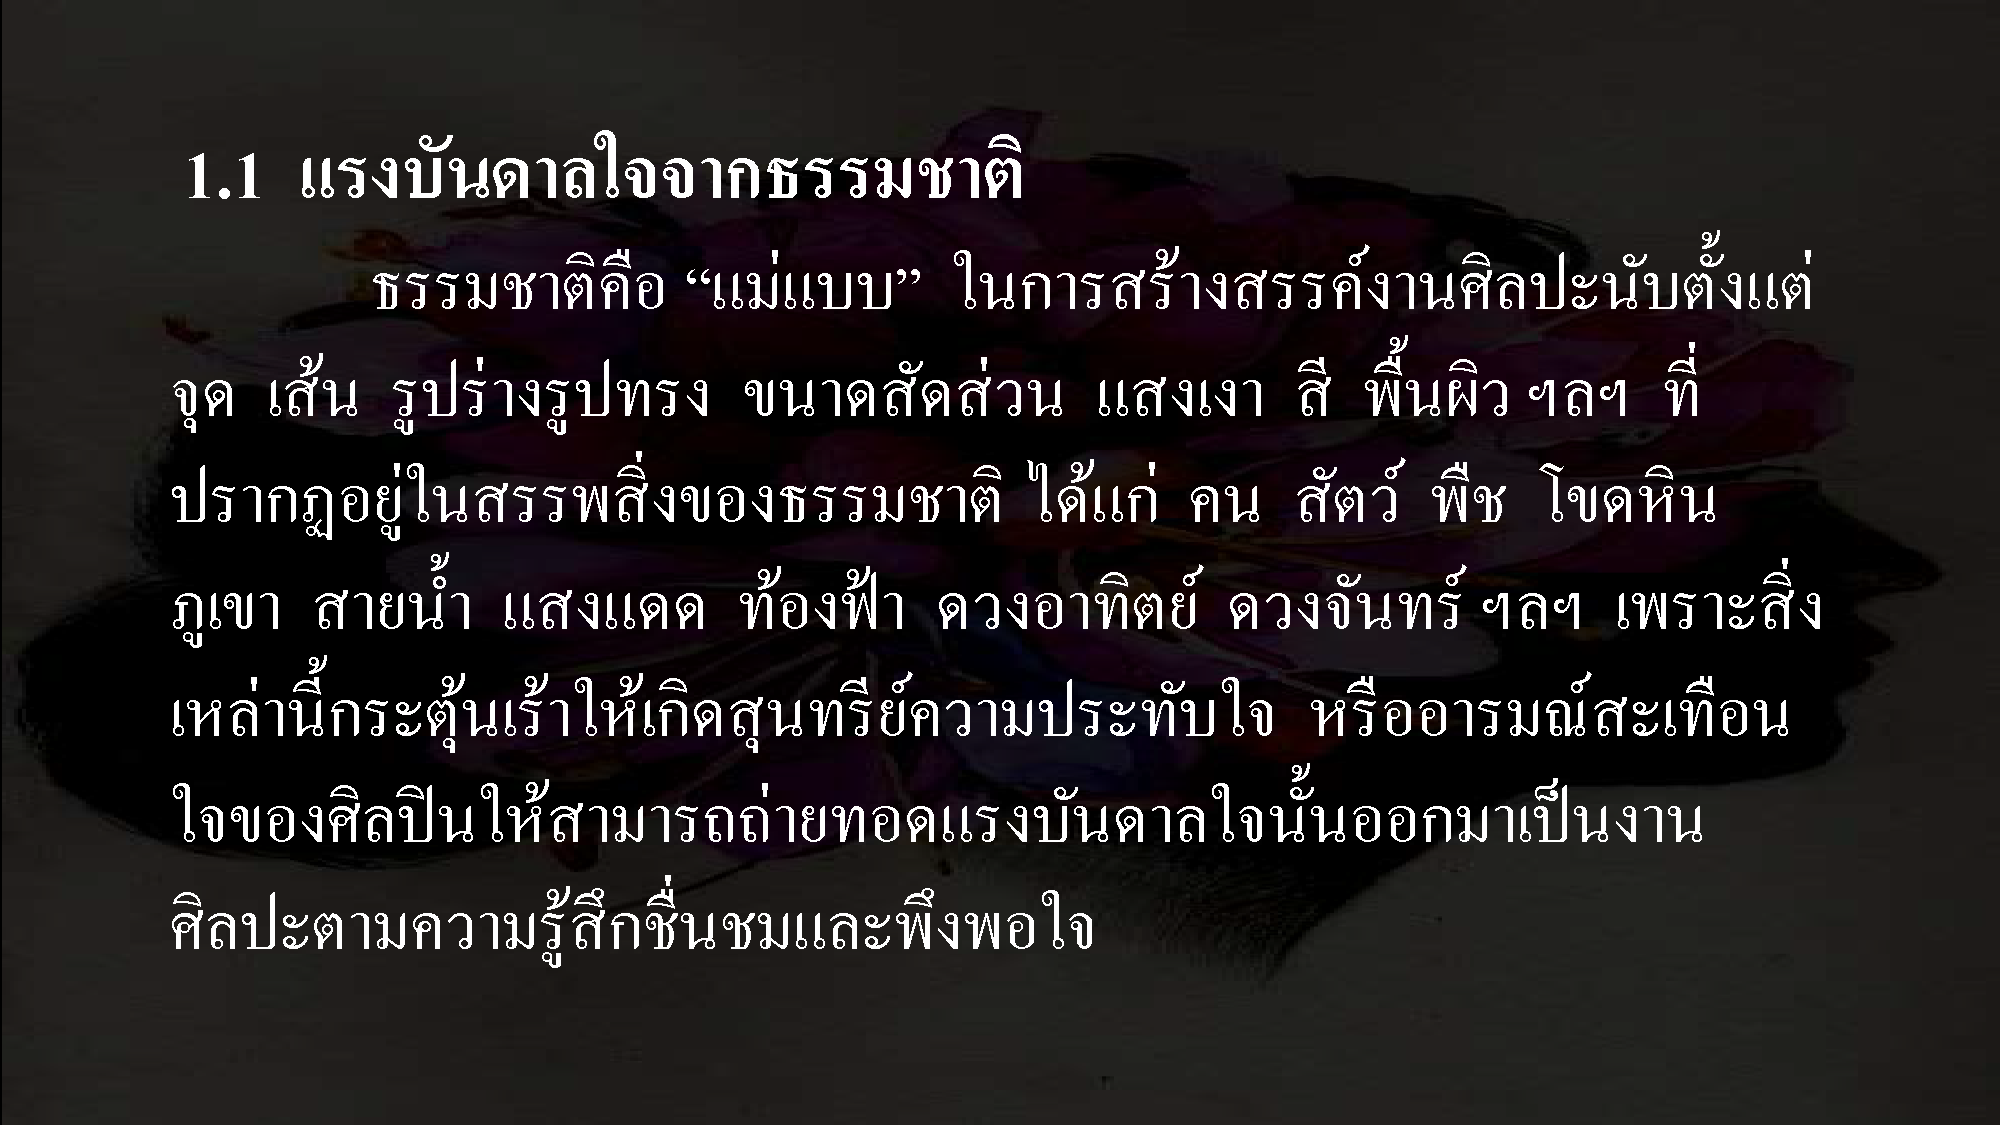 1.1 แรงบันดาลใจจากธรรมชาติ
ธรรมชาติคือ “แม่แบบ” ในการสร้างสรรค์งานศิลปะนับตั้งแต่
จุด เส้น รูปร่างรูปทรง ขนาดสัดส่วน แสงเงา สี พื้นผิว ฯลฯ ที่
ปรากฏอยู่ในสรรพสิ่งของธรรมชาติ ได้แก่ คน สัตว์ พืช โขดหิน
ภูเขา สายน้ำ แสงแดด ท้องฟ้า ดวงอาทิตย์ ดวงจันทร์ ฯลฯ เพราะสิ่ง
เหล่านี้กระตุ้นเร้าให้เกิดสุนทรีย์ความประทับใจ หรืออารมณ์สะเทือน
ใจของศิลปินให้สามารถถ่ายทอดแรงบันดาลใจนั้นออกมาเป็นงาน
ศิลปะตามความรู้สึกชื่นชมและพึงพอใจ